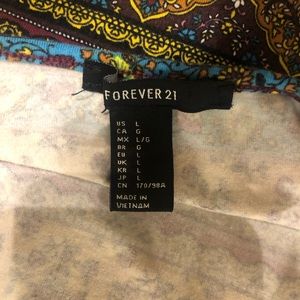 FOREVER 21
US L
CA G
MX L/G
BR G
EU L
UK L
KR L
JP L
CN 170/98A
MADE IN
VIETNAM